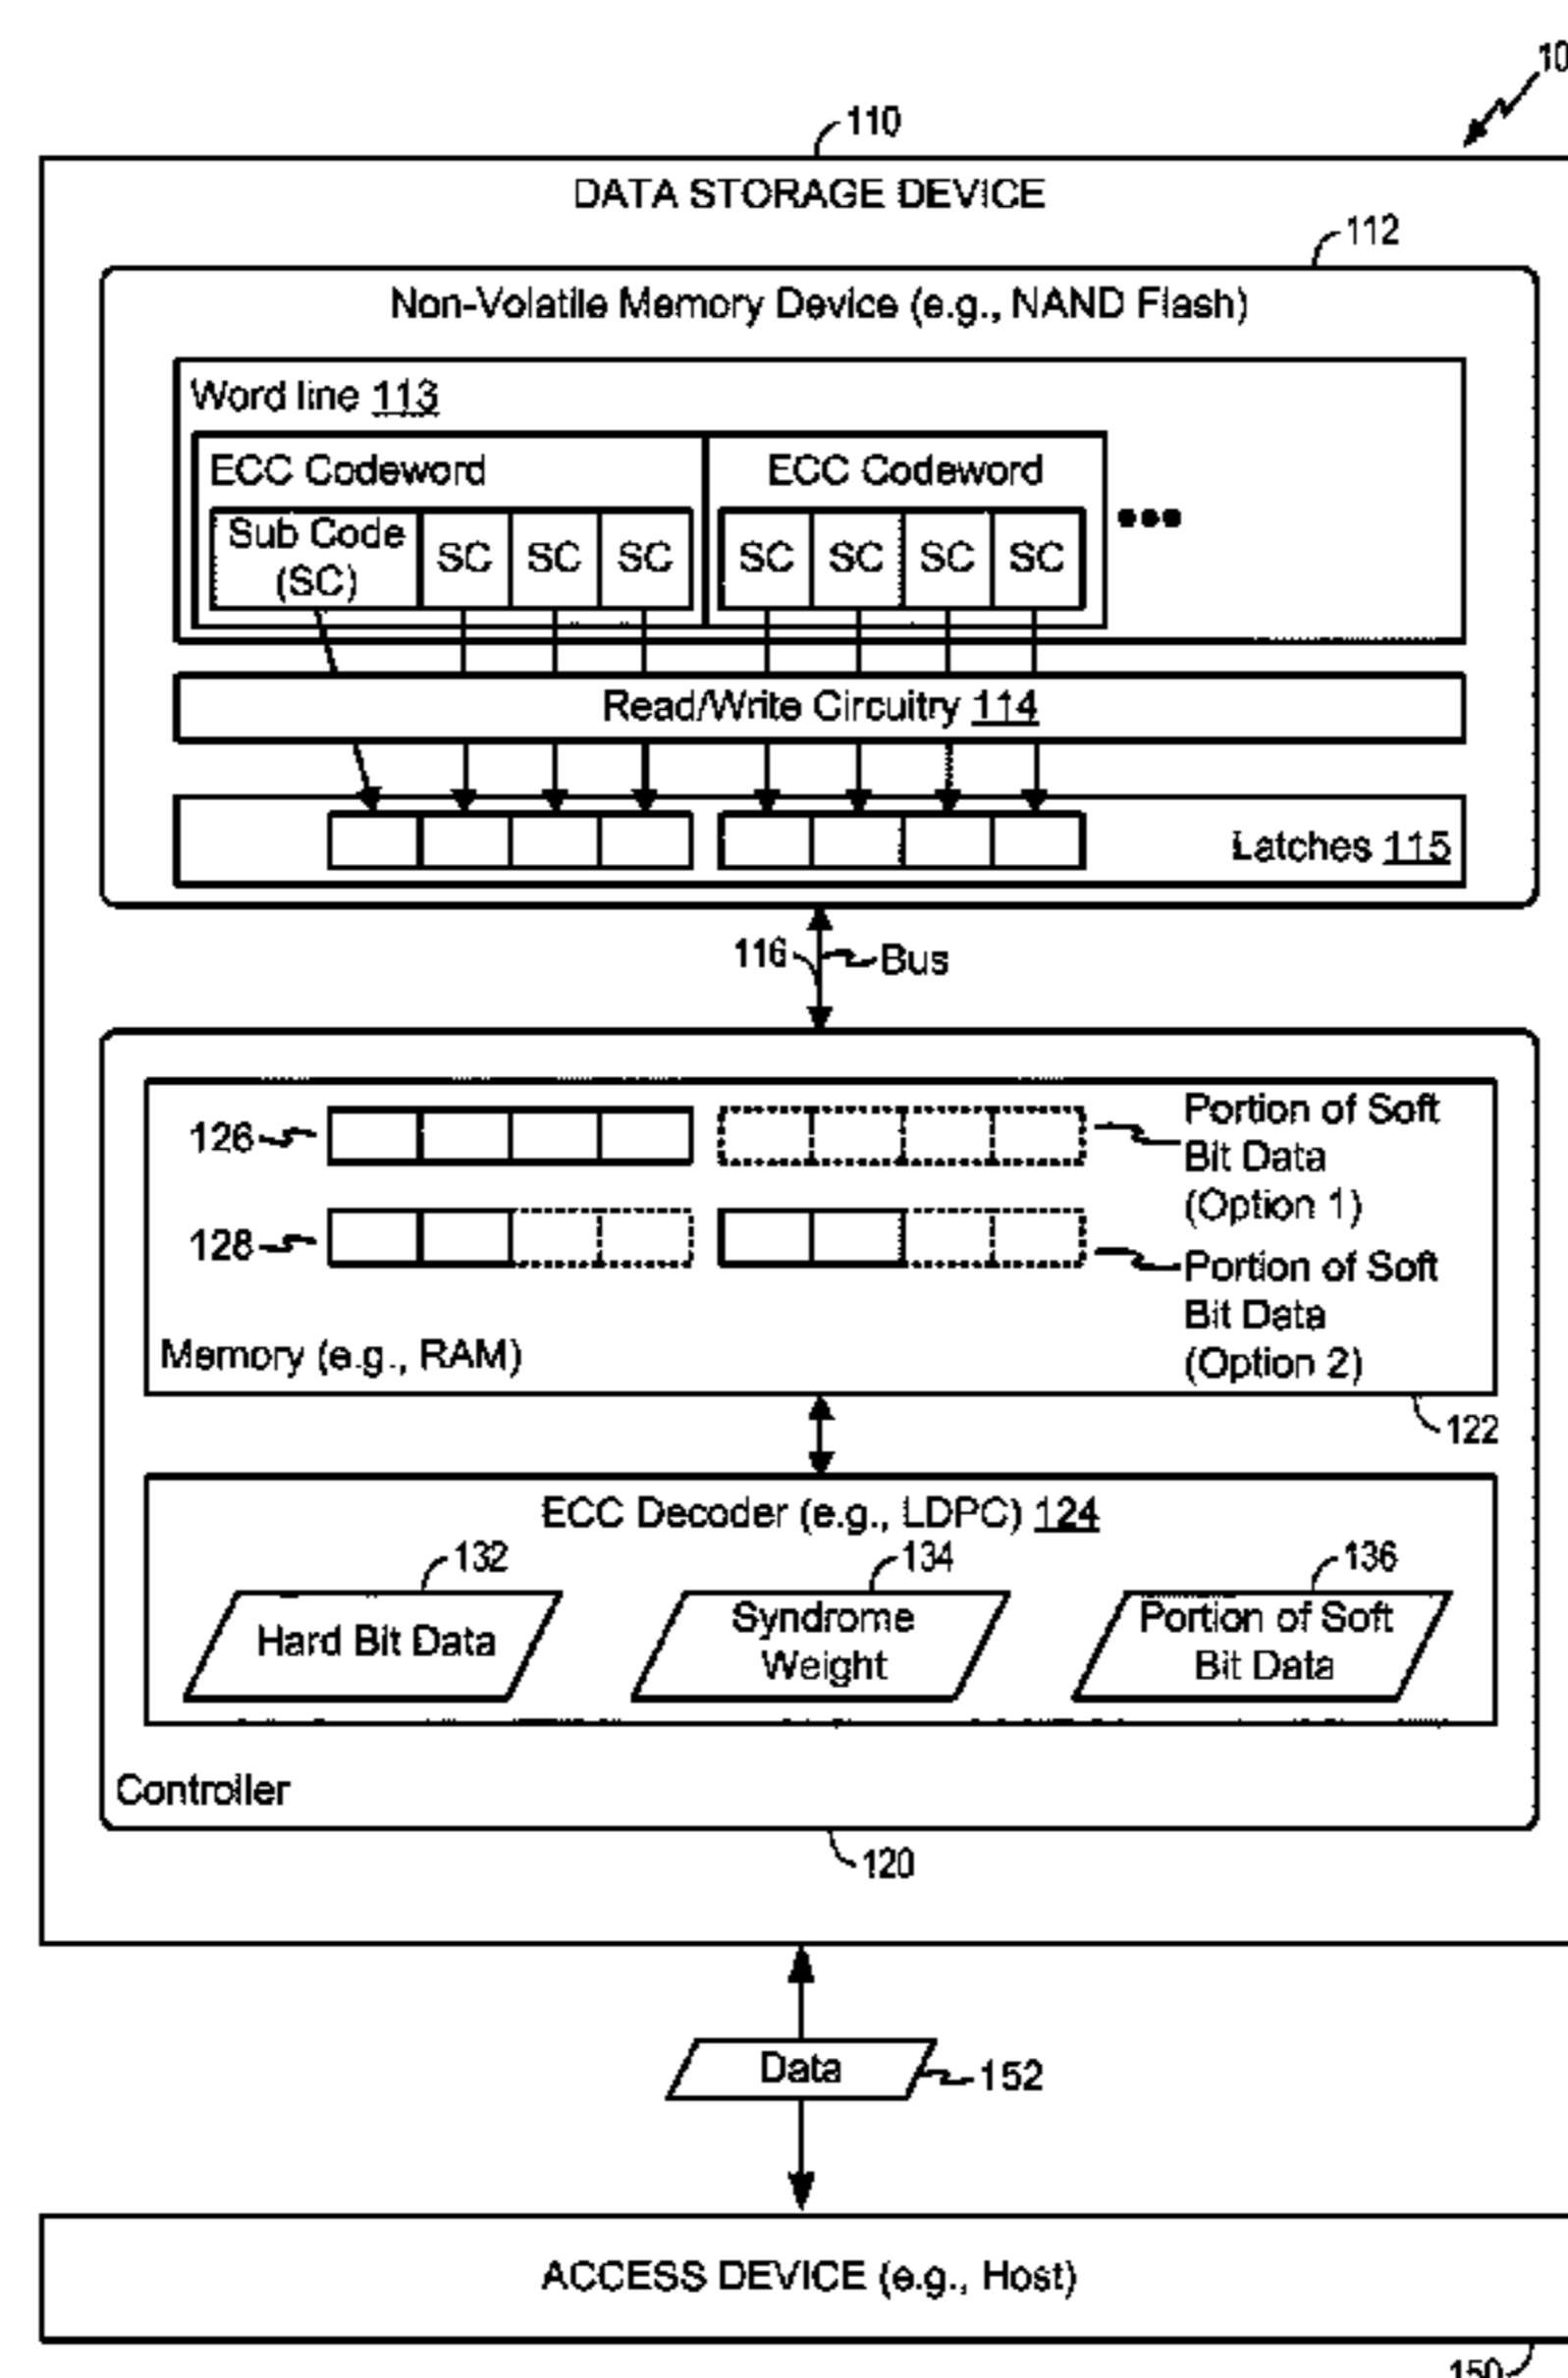 110
DATA STORAGE DEVICE
112
Non-Volatile Memory Device (e.g., NAND Flash)
Word line 113
ECC Codeword
ECC Codeword
Sub Code
(SC)
SC
SC
SC
SC
SC
SC
SC
Read/Write Circuitry 114
Latches 115
116
Bus
126
Portion of Soft
Bit Data
(Option 1)
128
Portion of Soft
Bit Data
(Option 2)
Memory (e.g., RAM)
122
ECC Decoder (e.g., LDPC) 124
132
134
136
Hard Bit Data
Syndrome
Weight
Portion of Soft
Bit Data
Controller
120
Data
152
ACCESS DEVICE (e.g., Host)
150